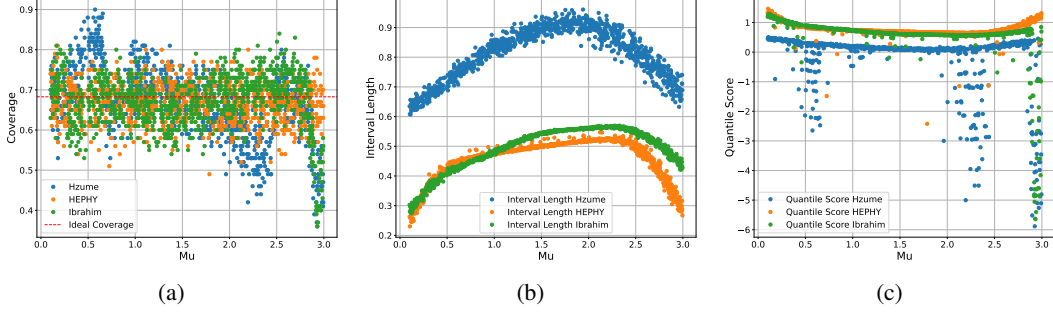 0.9
0.8
0.7
0.6
0.5
0.4
Coverage
Hzume
HEPHY
Ibrahim
Ideal Coverage
0.0 0.5 1.0 1.5 2.0 2.5 3.0
Mu
(a)
0.9
0.8
0.7
0.6
0.5
0.4
0.3
0.2
Interval Length
Interval Length Hzume
Interval Length HEPHY
Interval Length Ibrahim
0.0 0.5 1.0 1.5 2.0 2.5 3.0
Mu
(b)
1
0
−1
−2
−3
−4
−5
−6
Quantile Score
Quantile Score Hzume
Quantile Score HEPHY
Quantile Score Ibrahim
0.0 0.5 1.0 1.5 2.0 2.5 3.0
Mu
(c)